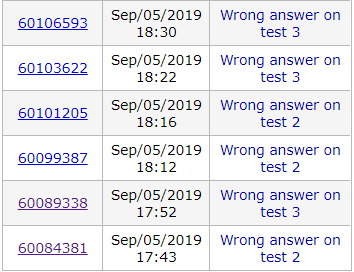 60106593 Sep/05/2019 18:30 Wrong answer on test 3
60103622 Sep/05/2019 18:22 Wrong answer on test 3
60101205 Sep/05/2019 18:16 Wrong answer on test 2
60099387 Sep/05/2019 18:12 Wrong answer on test 2
60089338 Sep/05/2019 17:52 Wrong answer on test 3
60084381 Sep/05/2019 17:43 Wrong answer on test 2